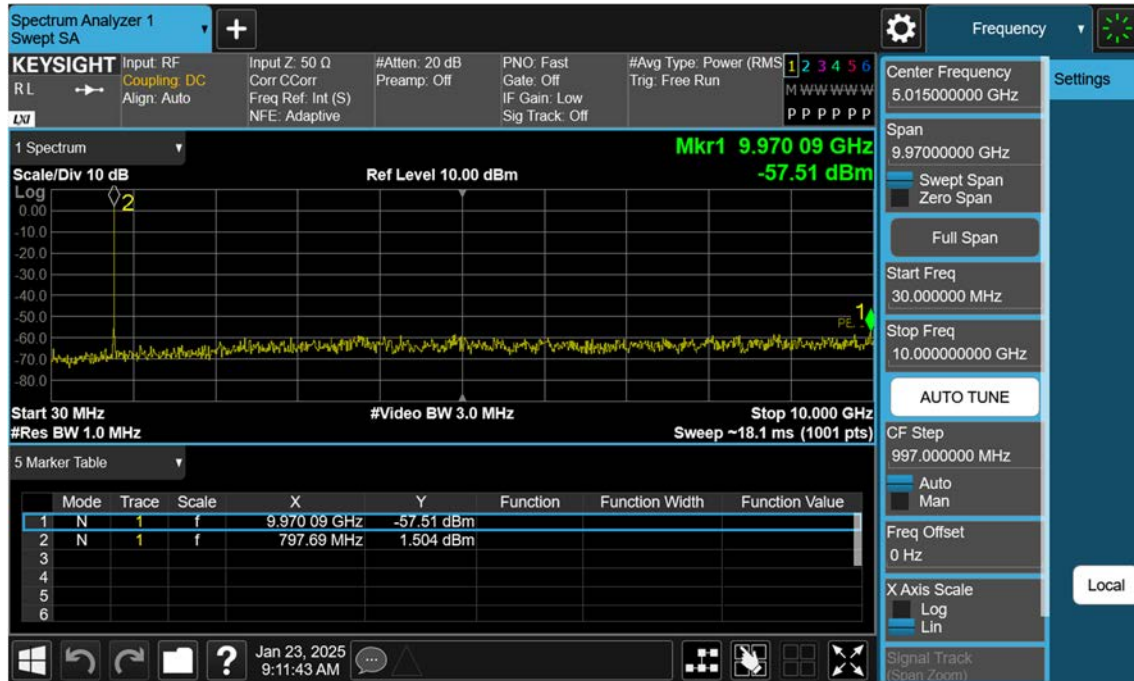 Spectrum Analyzer 1
Swept SA
+
Frequency
KEYSIGHT
RL
LXI
Input: RF
Coupling: DC
Align: Auto
Input Z: 50 Ω
Corr CCorr
Freq Ref: Int (S)
NFE: Adaptive
#Atten: 20 dB
Preamp: Off
PNO: Fast
Gate: Off
IF Gain: Low
Sig Track: Off
#Avg Type: Power (RMS
Trig: Free Run
1 2 3 4 5 6
M W W W W W
P P P P P P
1 Spectrum
Scale/Div 10 dB
Ref Level 10.00 dBm
Mkr1 9.970 09 GHz
-57.51 dBm
Log
0.00
-10.0
-20.0
-30.0
-40.0
-50.0
-60.0
-70.0
-80.0
2
1
Start 30 MHz
#Res BW 1.0 MHz
#Video BW 3.0 MHz
Stop 10.000 GHz
Sweep ~18.1 ms (1001 pts)
5 Marker Table
Mode Trace Scale X Y Function Function Width Function Value
1 N 1 f 9.970 09 GHz -57.51 dBm
2 N 1 f 797.69 MHz 1.504 dBm
3
4
5
6
Jan 23, 2025
9:11:43 AM
Center Frequency
5.015000000 GHz
Span
9.97000000 GHz
Swept Span
Zero Span
Full Span
Start Freq
30.000000 MHz
Stop Freq
10.000000000 GHz
AUTO TUNE
CF Step
997.000000 MHz
Auto
Man
Freq Offset
0 Hz
X Axis Scale
Log
Lin
Signal Track
(Span Zoom)
Settings
Local